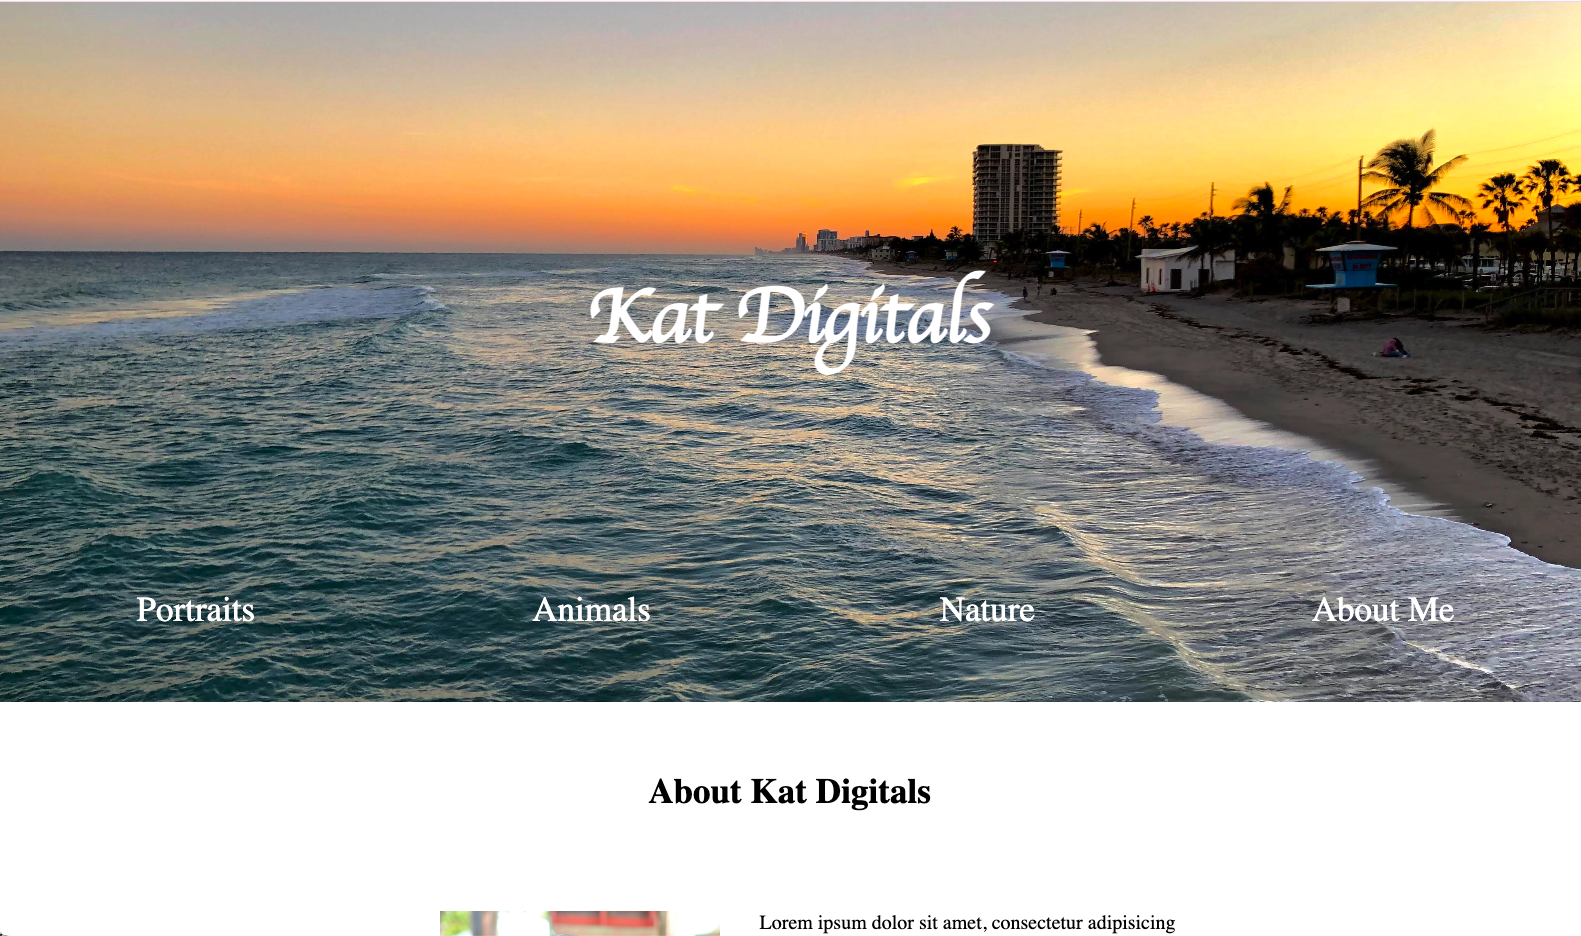 Kat Digitals
Portraits Animals Nature About Me
About Kat Digitals
Lorem ipsum dolor sit amet, consectetur adipisicing